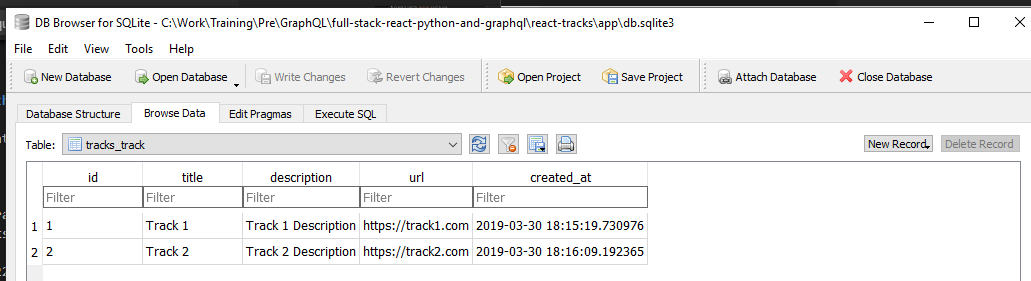 DB Browser for SQLite - C:\Work\Training\Pre\GraphQL\full-stack-react-python-and-graphql\react-tracks\app\db.sqlite3
File Edit View Tools Help
New Database Open Database Write Changes Revert Changes Open Project Save Project Attach Database Close Database
Database Structure Browse Data Edit Pragmas Execute SQL
Table: tracks_track New Record Delete Record
id title description url created_at
Filter Filter Filter Filter Filter
1 1 Track 1 Track 1 Description https://track1.com 2019-03-30 18:15:19.730976
2 2 Track 2 Track 2 Description https://track2.com 2019-03-30 18:16:09.192365